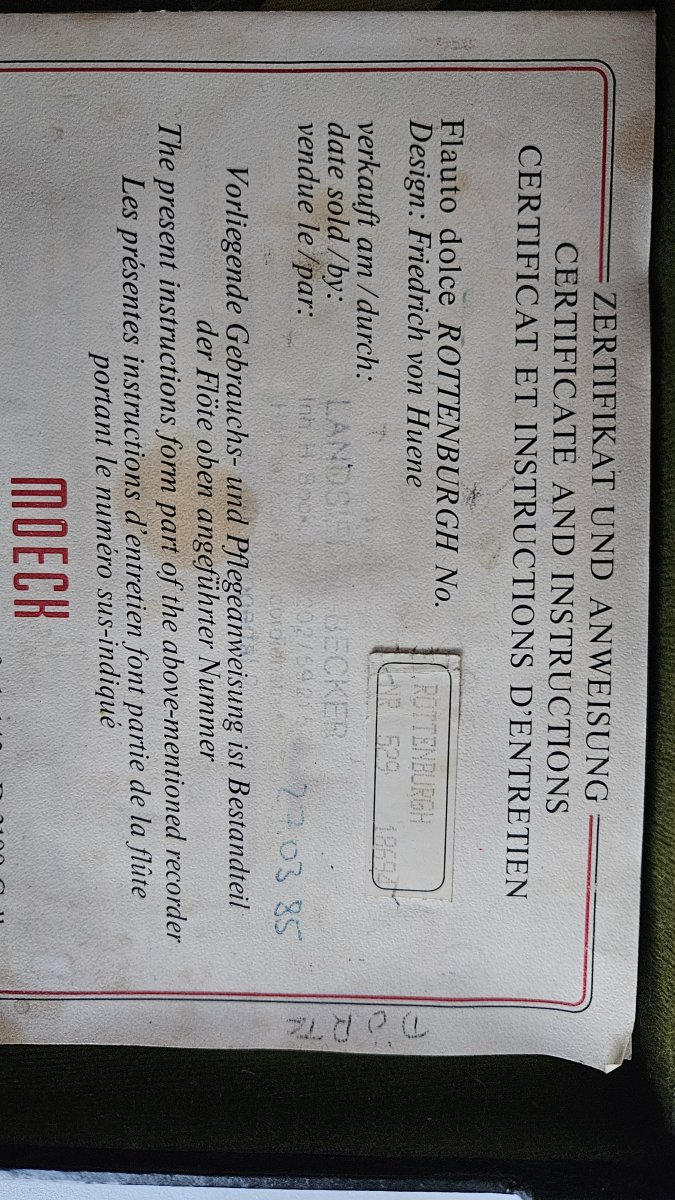 ZERTIFIKAT UND ANWEISUNG
CERTIFICATE AND INSTRUCTIONS
CERTIFICAT ET INSTRUCTIONS D'ENTRETIEN
Flauto dolce ROTTENBURGH No.
Design: Friedrich von Huene
ROTTENBURGH
NR 529
verkauft am / durch:
date sold / by:
vendue le / par:
27.03 85
Vorliegende Gebrauchs- und Pflegeanweisung ist Bestandteil
der Flöte oben angeführter Nummer
The present instructions form part of the above-mentioned recorder
Les présentes instructions d'entretien font partie de la flûte
portant le numéro sus-indiqué
MOECK